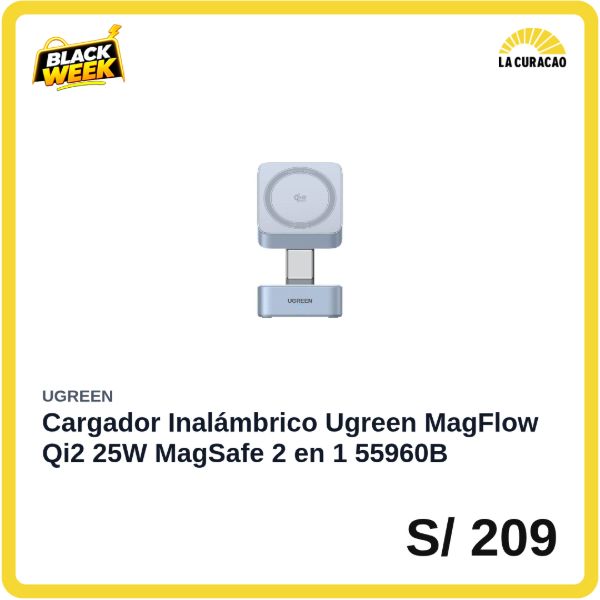 BLACK
WEEK
LA CURACAO
UGREEN
UGREEN
Cargador Inalámbrico Ugreen MagFlow
Qi2 25W MagSafe 2 en 1 55960B
S/ 209